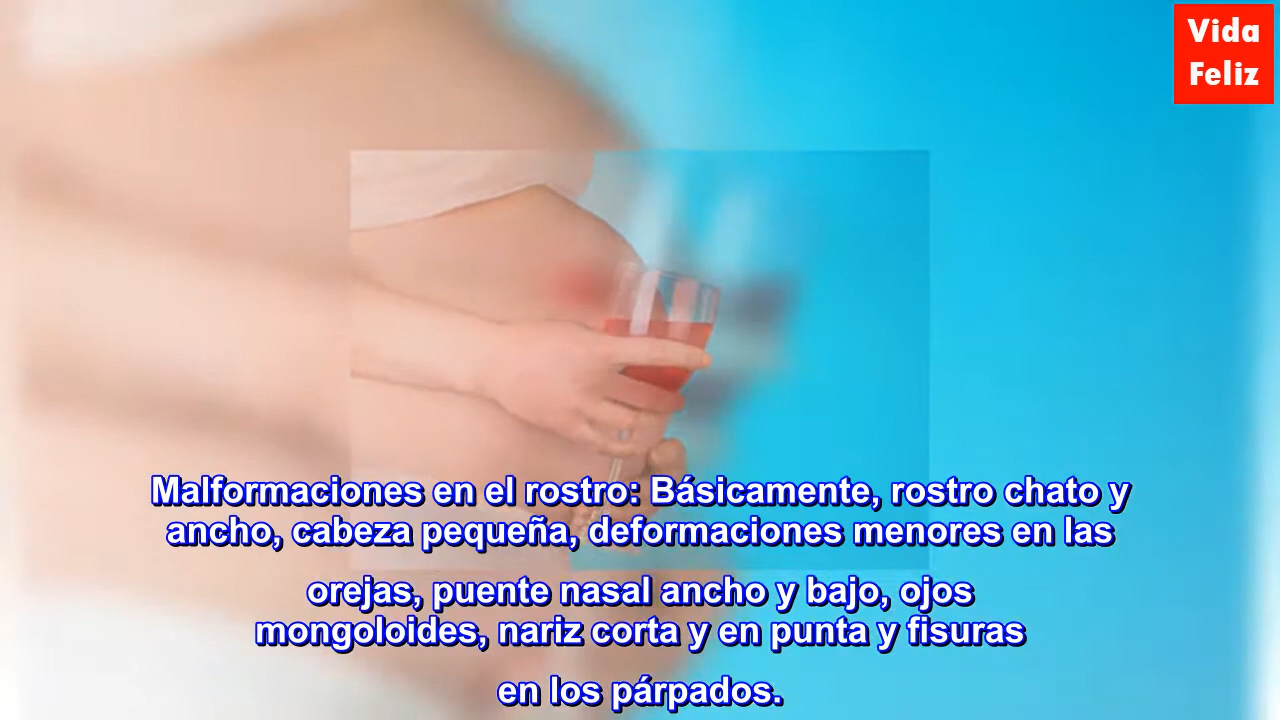 Vida
Feliz
Malformaciones en el rostro: Básicamente, rostro chato y
ancho, cabeza pequeña, deformaciones menores en las
orejas, puente nasal ancho y bajo, ojos
mongoloides, nariz corta y en punta y fisuras
en los párpados.